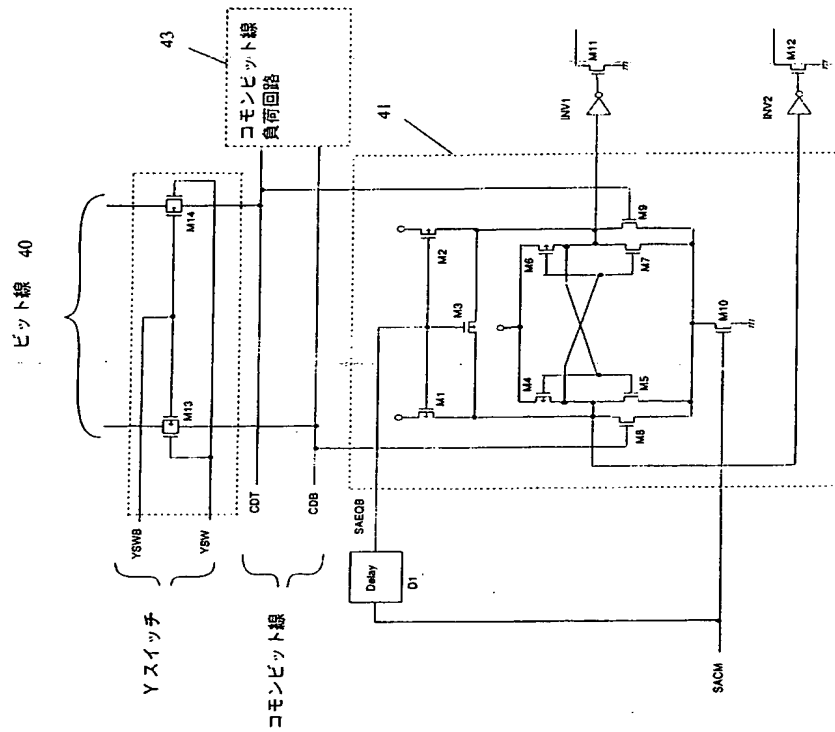 ビット線 40
43
コモンビット線
負荷回路
M13
M14
YSWB
YSW
Yスイッチ
CDT
CDB
コモンビット線
41
SAEQB
Delay
D1
M1
M2
M3
M4
M6
M5
M7
M8
M9
M10
SACM
INV1
M11
INV2
M12